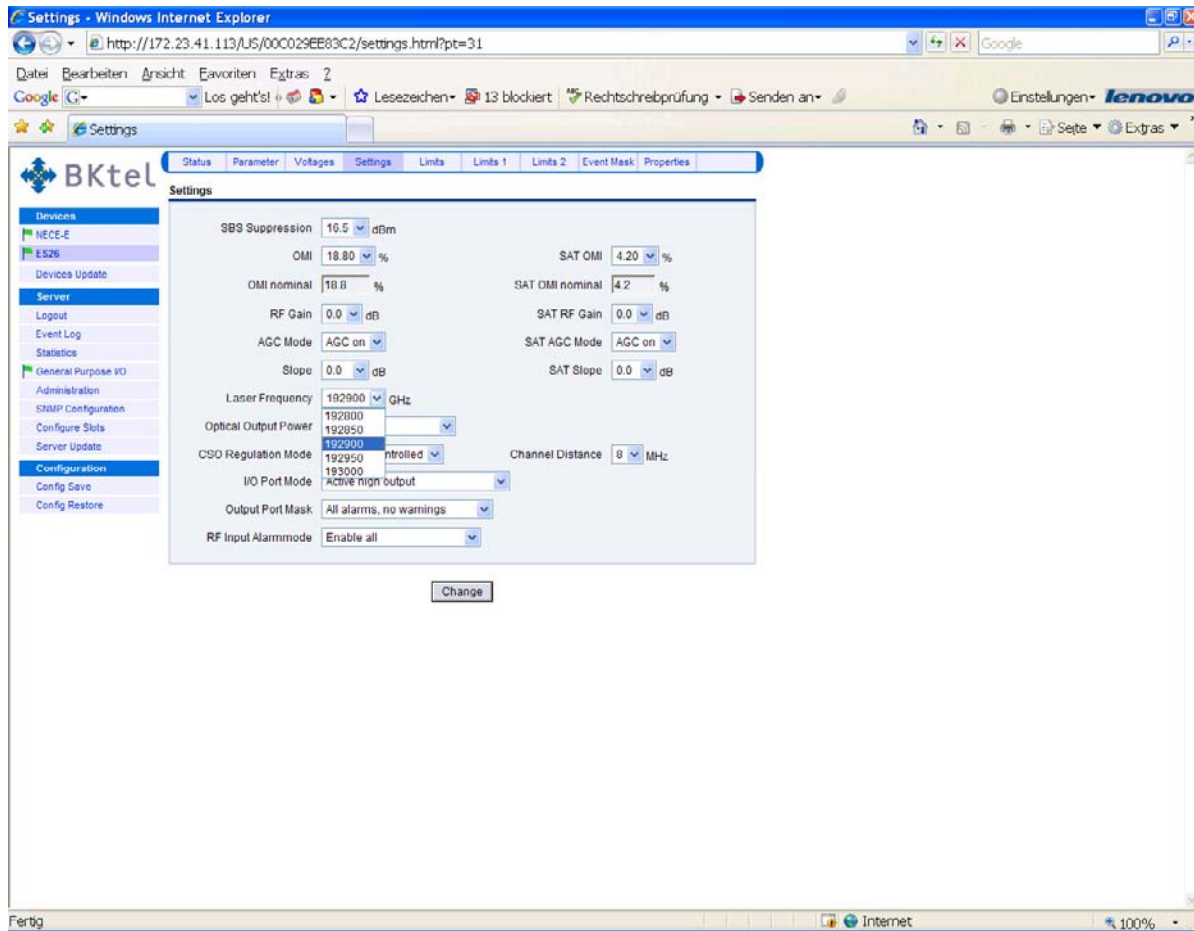 Settings - Windows Internet Explorer
http://172.23.41.113/US/00C029EE83C2/settings.html?pt=31
Google
Datei Bearbeiten Ansicht Favoriten Extras ?
Google G Los geht's! Lesezeichen 13 blockiert Rechtschreibprüfung Senden an Einstellungen lenovo
Settings Seite Extras
BKtel
Status Parameter Voltages Settings Limits Limits 1 Limits 2 Event Mask Properties
Settings
Devices
NECE-E
ES26
Devices Update
Server
Logout
Event Log
Statistics
General Purpose I/O
Administration
SNMP Configuration
Configure Slots
Server Update
Configuration
Config Save
Config Restore
SBS Suppression 16.5 dBm
OMI 18.80 % SAT OMI 4.20 %
OMI nominal 18.8 % SAT OMI nominal 4.2 %
RF Gain 0.0 dB SAT RF Gain 0.0 dB
AGC Mode AGC on SAT AGC Mode AGC on
Slope 0.0 dB SAT Slope 0.0 dB
Laser Frequency 192900 GHz
192800
192850
192900
192950
193000
Optical Output Power
CSO Regulation Mode ntrolled Channel Distance 8 MHz
I/O Port Mode Active high output
Output Port Mask All alarms, no warnings
RF Input Alarmmode Enable all
Change
Fertig Internet 100%